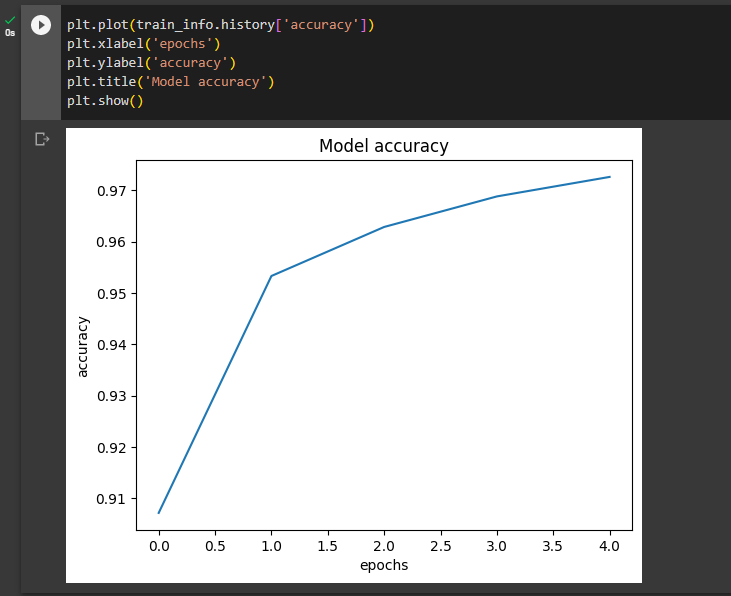 plt.plot(train_info.history['accuracy'])
plt.xlabel('epochs')
plt.ylabel('accuracy')
plt.title('Model accuracy')
plt.show()
0s
Model accuracy
0.97
0.96
0.95
0.94
0.93
0.92
0.91
accuracy
0.0 0.5 1.0 1.5 2.0 2.5 3.0 3.5 4.0
epochs